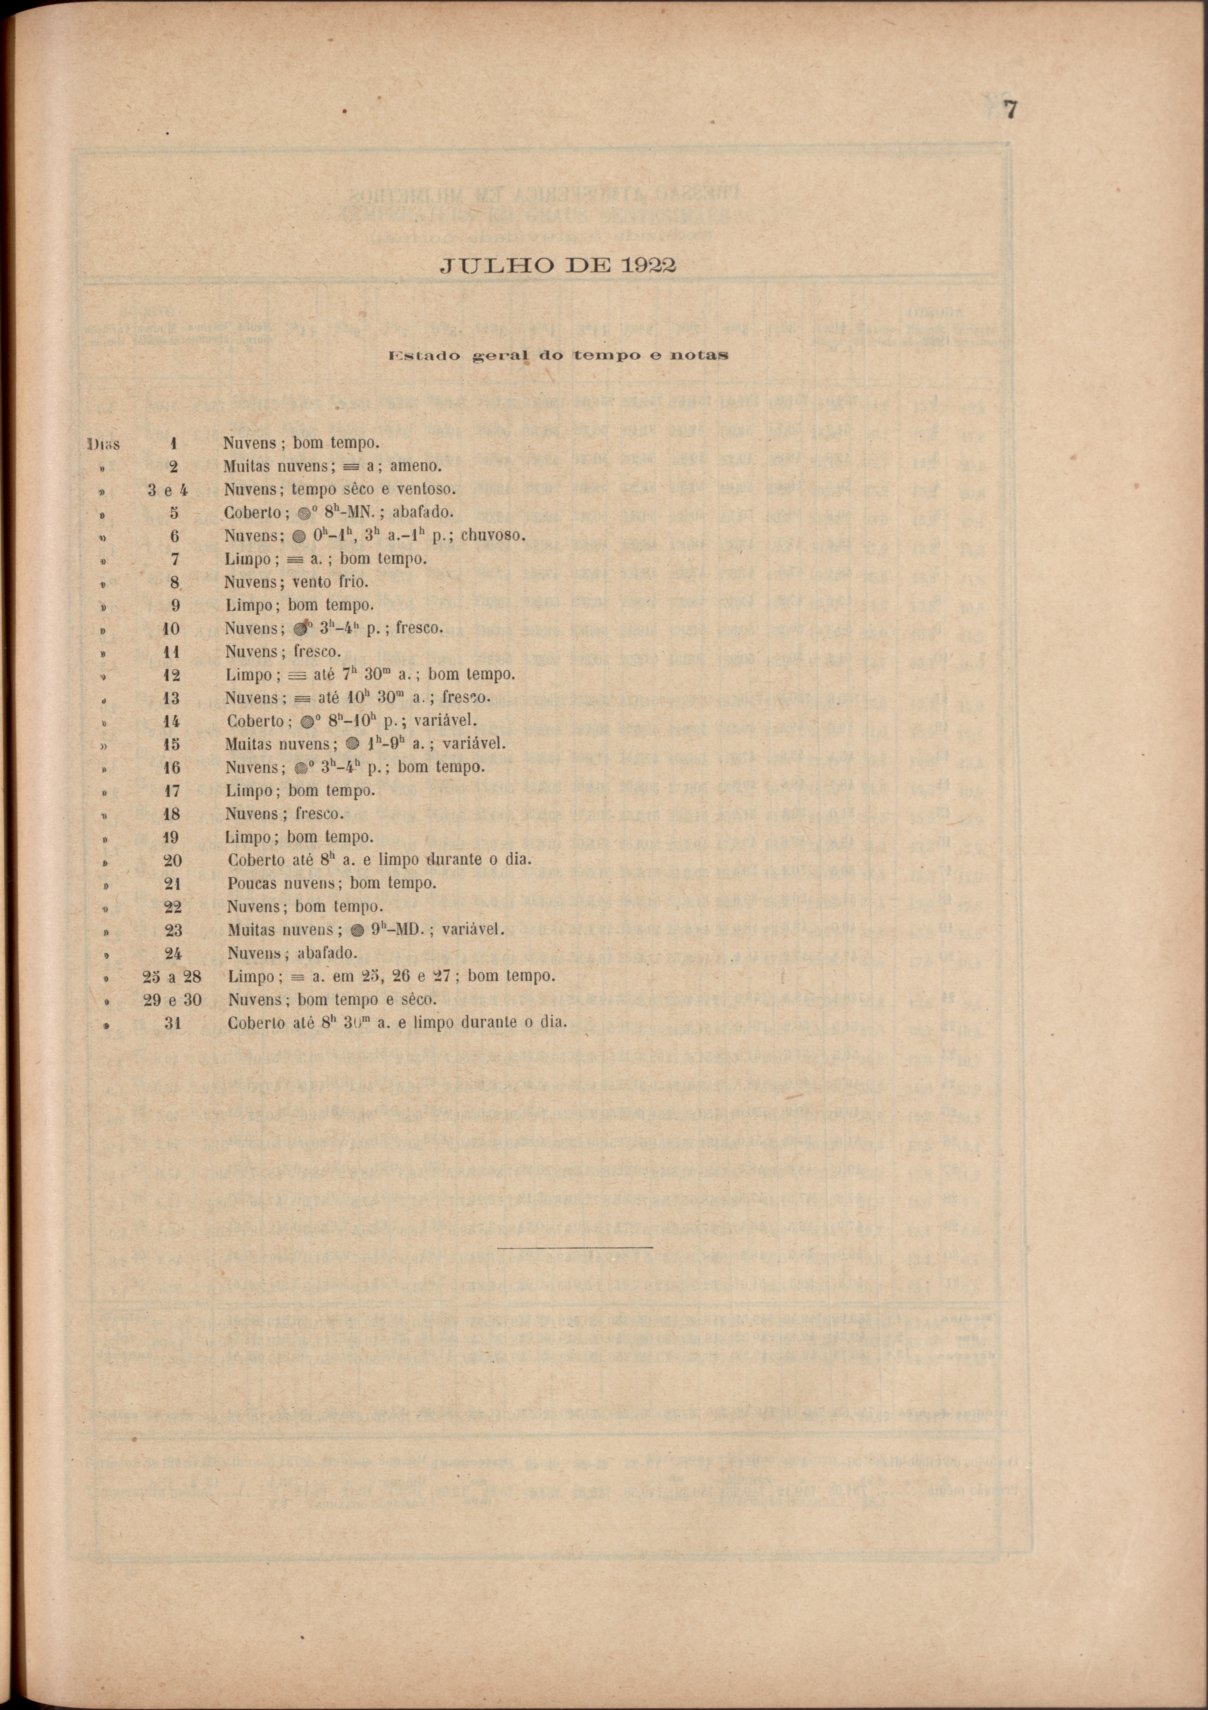 7
JULHO DE 1922
Estado geral do tempo e notas
Dias 1 Nuvens; bom tempo.
» 2 Muitas nuvens; ≡ a; ameno.
» 3 e 4 Nuvens; tempo sêco e ventoso.
» 5 Coberto; ●⁰ 8ʰ-MN.; abafado.
» 6 Nuvens; ● 0ʰ-1ʰ, 3ʰ a.-1ʰ p.; chuvoso.
» 7 Limpo; ≡ a.; bom tempo.
» 8 Nuvens; vento frio.
» 9 Limpo; bom tempo.
» 10 Nuvens; ●⁰ 3ʰ-4ʰ p.; fresco.
» 11 Nuvens; fresco.
» 12 Limpo; ≡ até 7ʰ 30ᵐ a.; bom tempo.
» 13 Nuvens; ≡ até 10ʰ 30ᵐ a.; fresco.
» 14 Coberto; ●⁰ 8ʰ-10ʰ p.; variável.
» 15 Muitas nuvens; ● 1ʰ-9ʰ a.; variável.
» 16 Nuvens; ●⁰ 3ʰ-4ʰ p.; bom tempo.
» 17 Limpo; bom tempo.
» 18 Nuvens; fresco.
» 19 Limpo; bom tempo.
» 20 Coberto até 8ʰ a. e limpo durante o dia.
» 21 Poucas nuvens; bom tempo.
» 22 Nuvens; bom tempo.
» 23 Muitas nuvens; ● 9ʰ-MD.; variável.
» 24 Nuvens; abafado.
» 25 a 28 Limpo; ≡ a. em 25, 26 e 27; bom tempo.
» 29 e 30 Nuvens; bom tempo e sêco.
» 31 Coberto até 8ʰ 30ᵐ a. e limpo durante o dia.